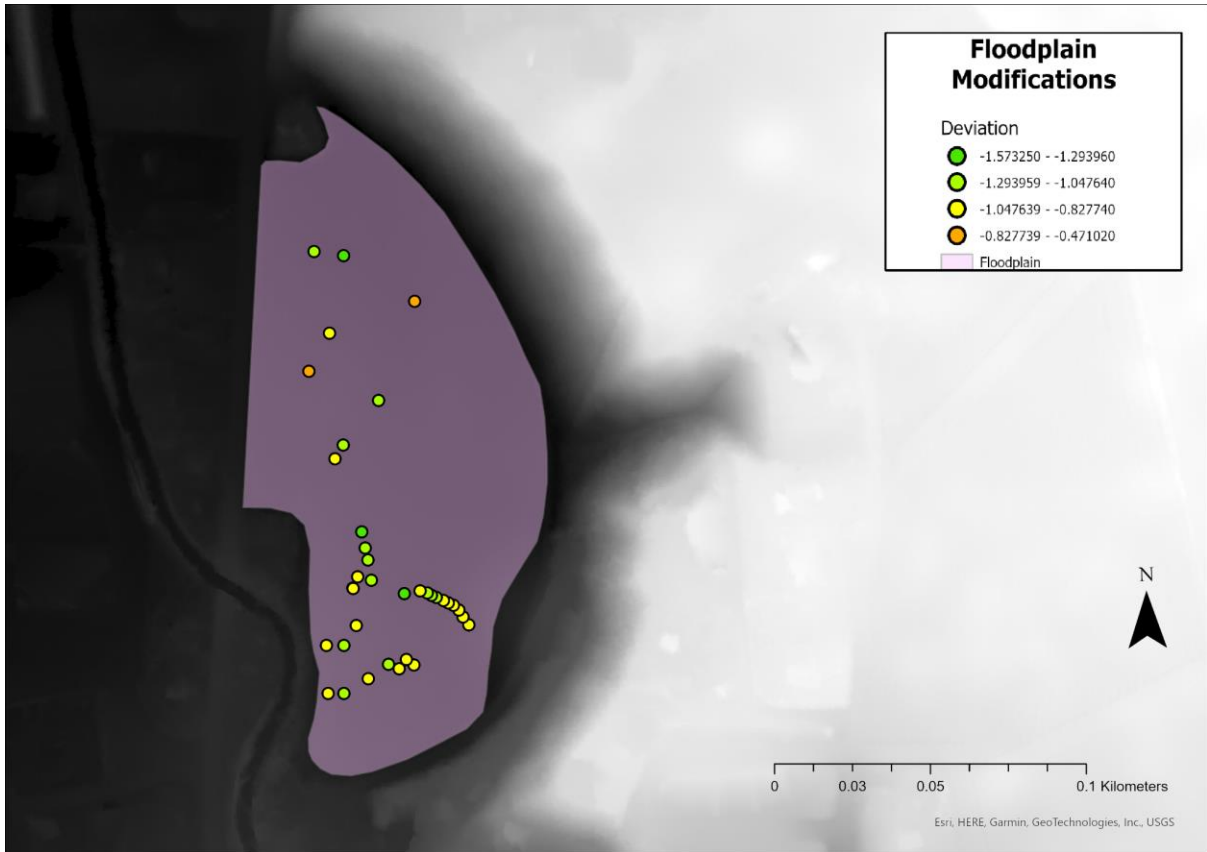 Floodplain
Modifications
Deviation
-1.573250 - -1.293960
-1.293959 - -1.047640
-1.047639 - -0.827740
-0.827739 - -0.471020
Floodplain
N
0 0.03 0.05 0.1 Kilometers
Esri, HERE, Garmin, GeoTechnologies, Inc., USGS